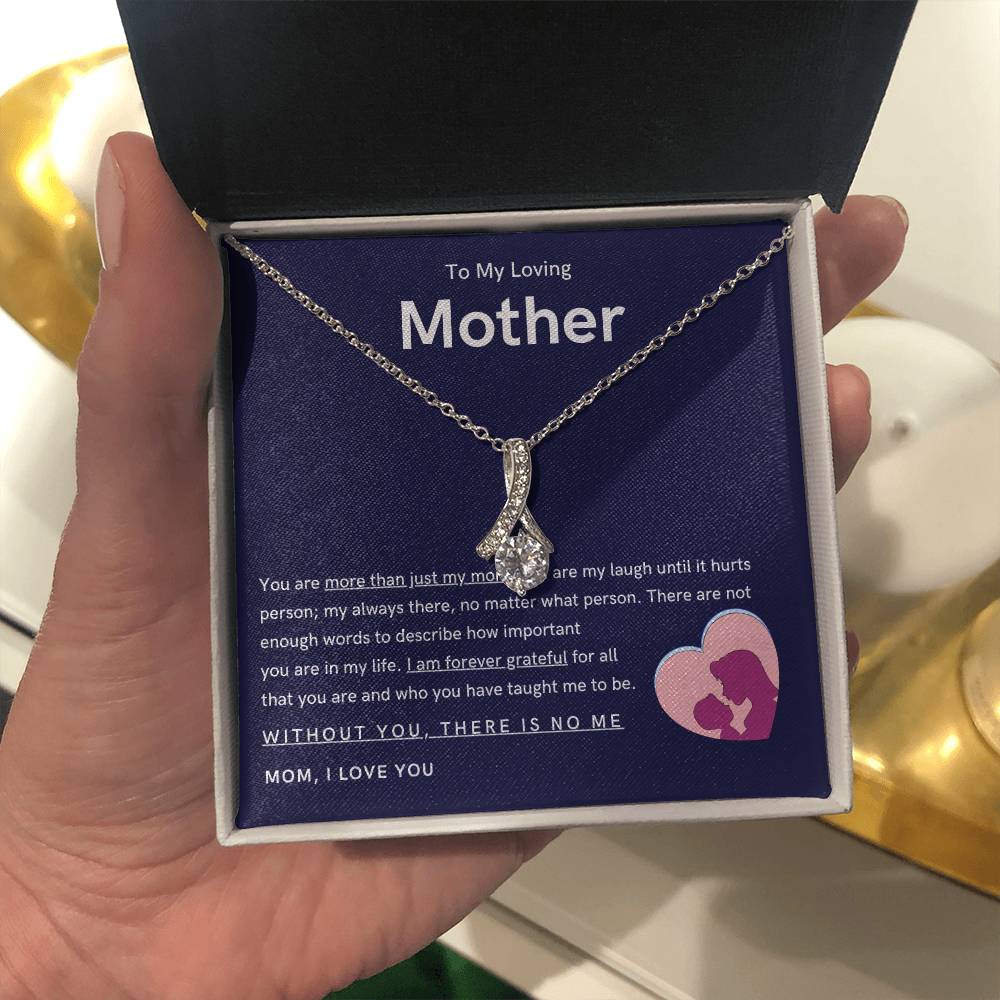 To My Loving
Mother
You are more than just my mo are my laugh until it hurts
person; my always there, no matter what person. There are not
enough words to describe how important
you are in my life. I am forever grateful for all
that you are and who you have taught me to be.
WITHOUT YOU, THERE IS NO ME
MOM, I LOVE YOU